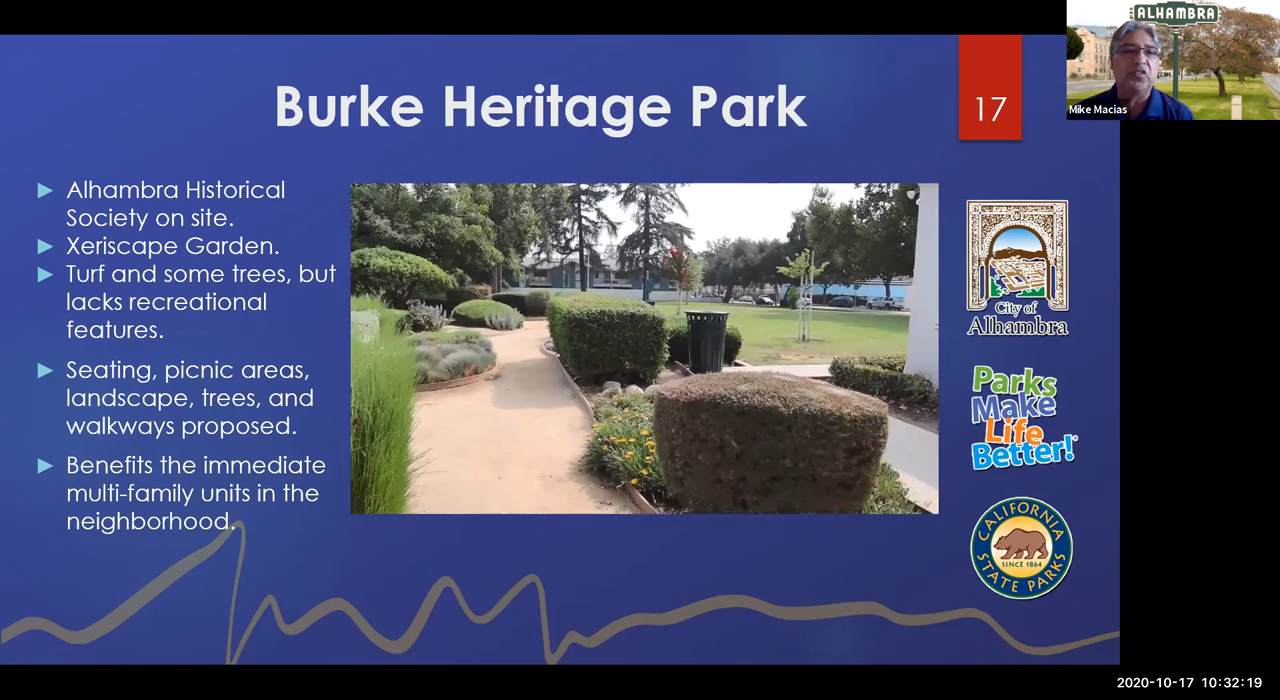 ALHAMBRA
Mike Macias
Burke Heritage Park
17
Alhambra Historical
Society on site.
Xeriscape Garden.
Turf and some trees, but
lacks recreational
features.
Seating, picnic areas,
landscape, trees, and
walkways proposed.
Benefits the immediate
multi-family units in the
neighborhood.
City of
Alhambra
Parks
Make
Life
Better!
CALIFORNIA
SINCE 1864
STATE PARKS
2020-10-17 10:32:19